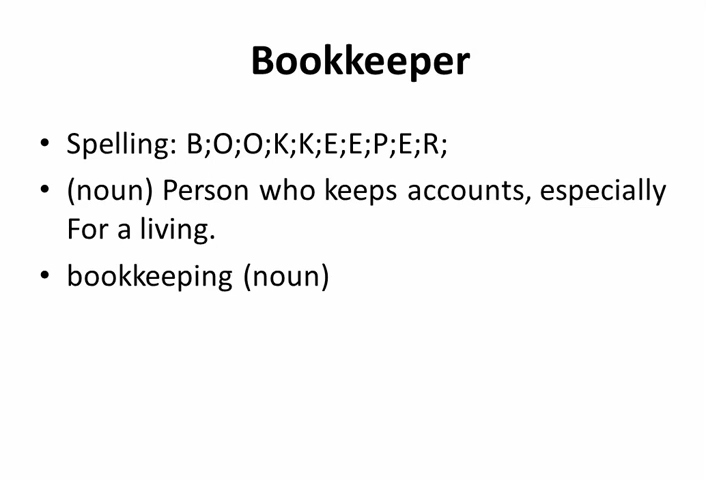 Bookkeeper
• Spelling: B;O;O;K;K;E;E;P;E;R;
• (noun) Person who keeps accounts, especially
For a living.
• bookkeeping (noun)